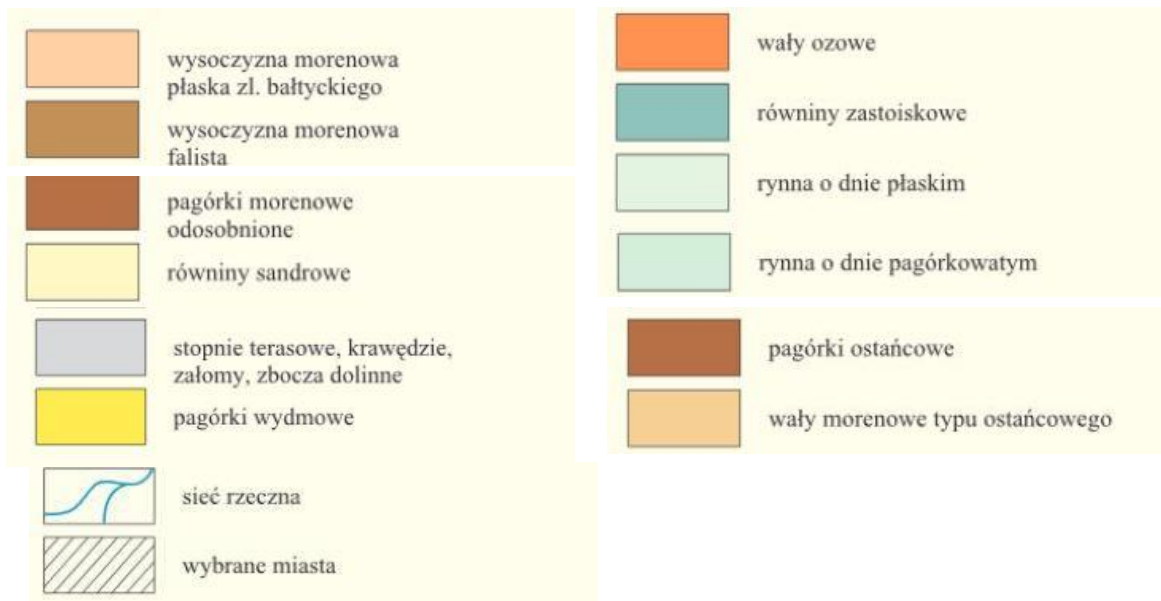 wysoczyzna morenowa
płaska zl. bałtyckiego
wysoczyzna morenowa
falista
pagórki morenowe
odosobnione
równiny sandrowe
stopnie terasowe, krawędzie,
załomy, zbocza dolinne
pagórki wydmowe
sieć rzeczna
wybrane miasta
wały ozowe
równiny zastoiskowe
rynna o dnie płaskim
rynna o dnie pagórkowatym
pagórki ostańcowe
wały morenowe typu ostańcowego